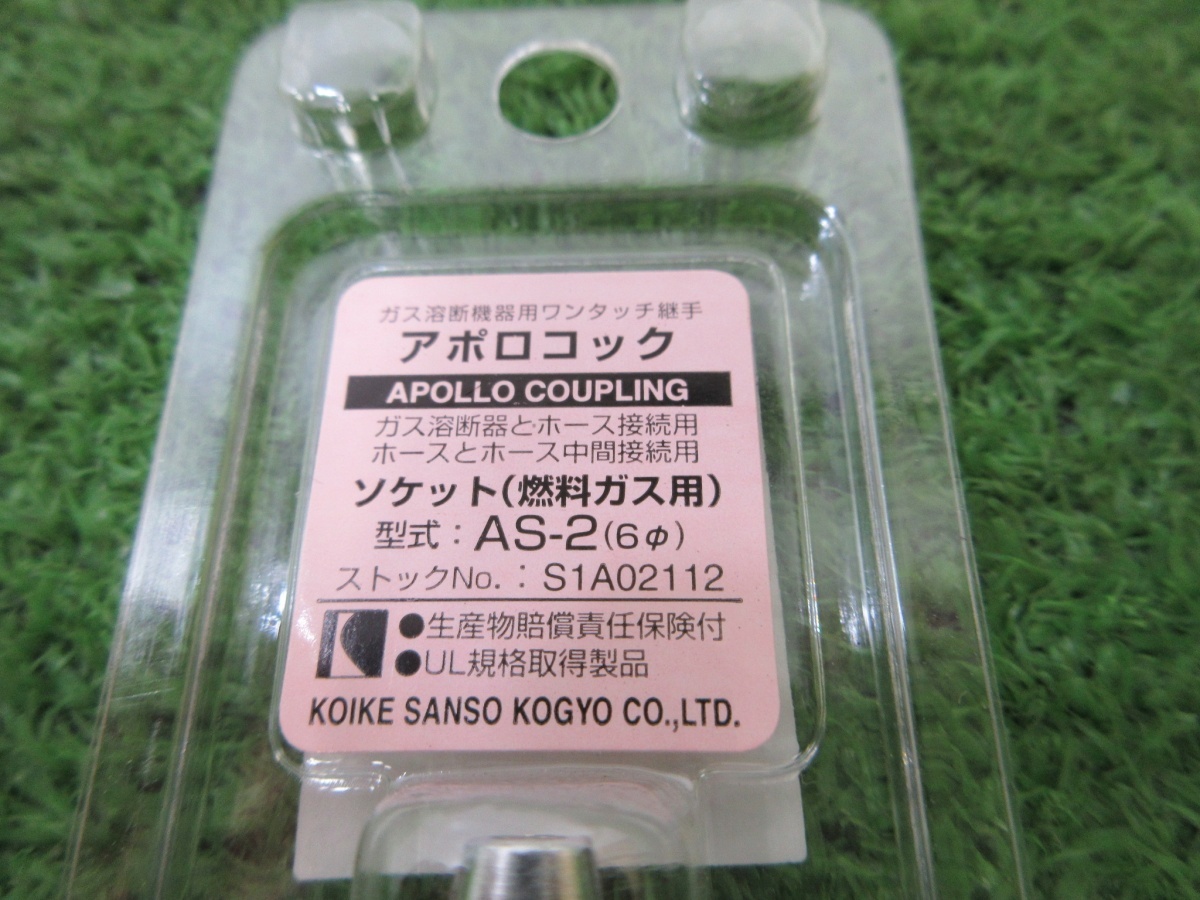 ガス溶断機器用ワンタッチ継手
アポロコック
APOLLO COUPLING
ガス溶断器とホース接続用
ホースとホース中間接続用
ソケット(燃料ガス用)
型式：AS-2(6φ)
ストックNo.：S1A02112
●生産物賠償責任保険付
●UL規格取得製品
KOIKE SANSO KOGYO CO.,LTD.